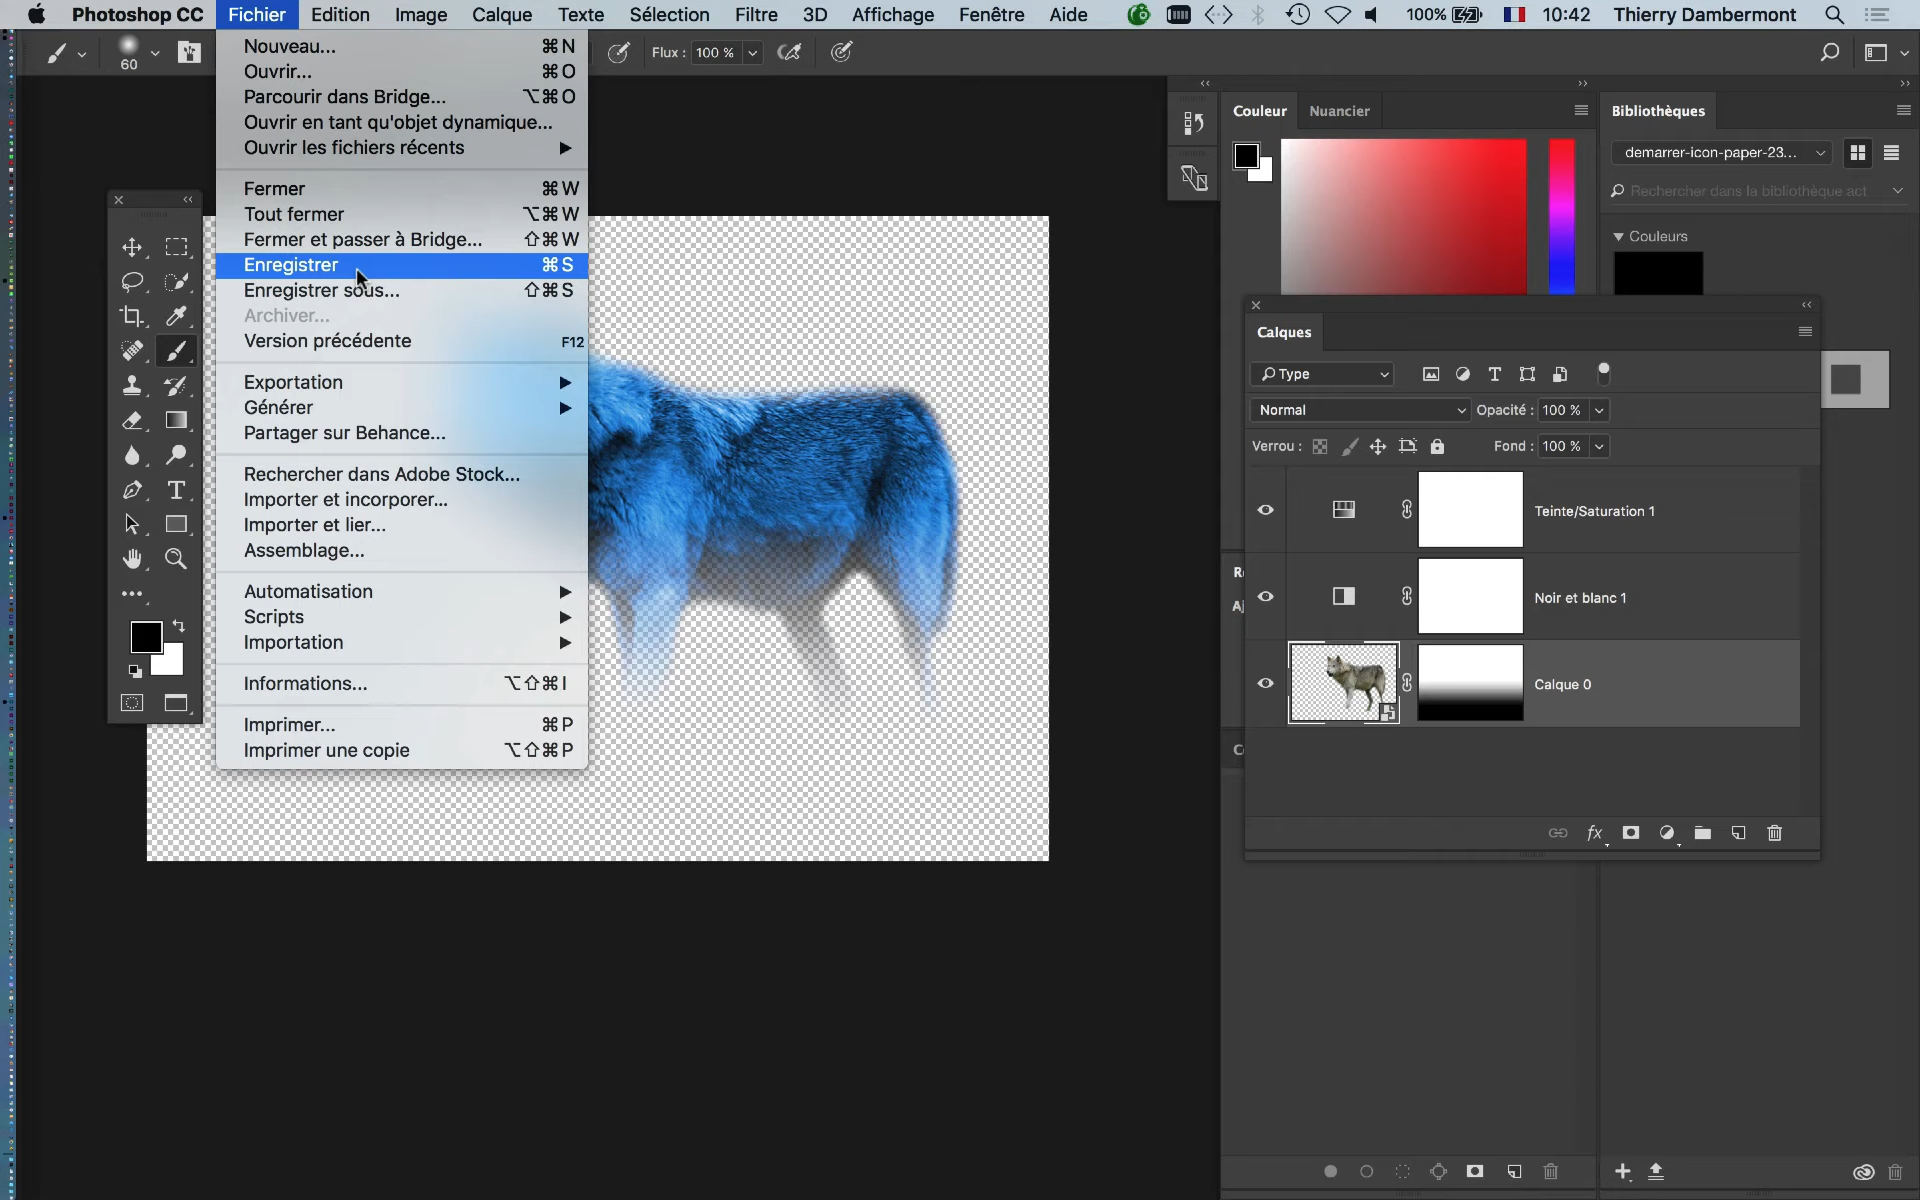 Photoshop CC Fichier Edition Image Calque Texte Sélection Filtre 3D Affichage Fenêtre Aide 100% 10:42 Thierry Dambermont
60 Flux : 100 %
Nouveau... ⌘N
Ouvrir... ⌘O
Parcourir dans Bridge... ⌥⌘O
Ouvrir en tant qu'objet dynamique...
Ouvrir les fichiers récents
Fermer ⌘W
Tout fermer ⌥⌘W
Fermer et passer à Bridge... ⇧⌘W
Enregistrer ⌘S
Enregistrer sous... ⇧⌘S
Archiver...
Version précédente F12
Exportation
Générer
Partager sur Behance...
Rechercher dans Adobe Stock...
Importer et incorporer...
Importer et lier...
Assemblage...
Automatisation
Scripts
Importation
Informations... ⌥⇧⌘I
Imprimer... ⌘P
Imprimer une copie ⌥⇧⌘P
Couleur Nuancier
Bibliothèques
demarrer-icon-paper-23...
Rechercher dans la bibliothèque act
Couleurs
Calques
Type
Normal Opacité : 100 %
Verrou : Fond : 100 %
Teinte/Saturation 1
Noir et blanc 1
Calque 0